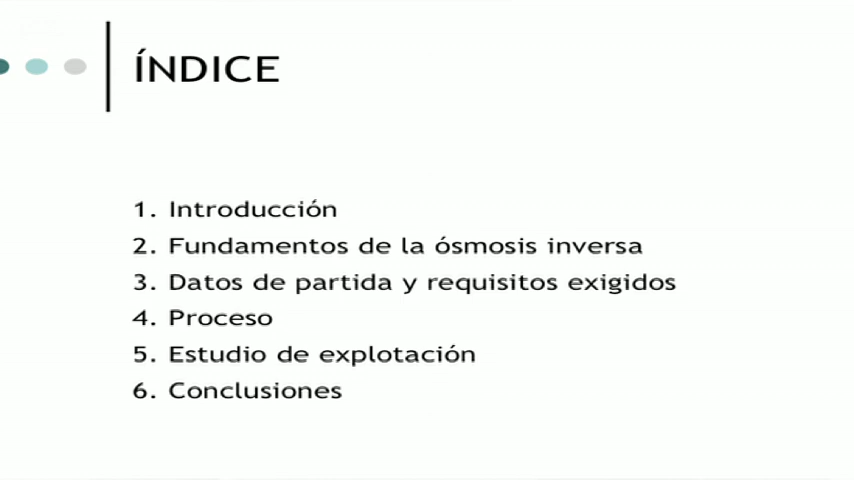 ÍNDICE
1. Introducción
2. Fundamentos de la ósmosis inversa
3. Datos de partida y requisitos exigidos
4. Proceso
5. Estudio de explotación
6. Conclusiones